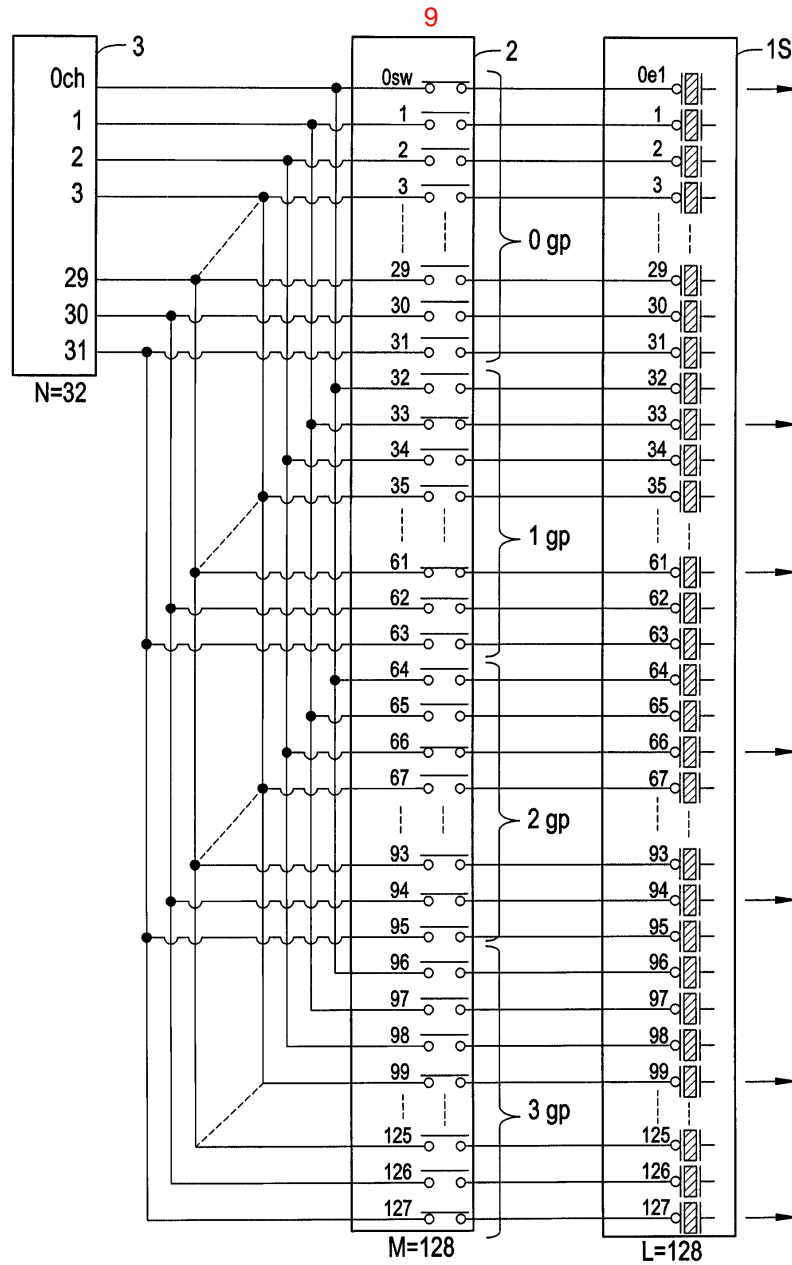 9
3 2 1S
0ch 0sw 0e1
1 1 1
2 2 2
3 3 3
0 gp
29 29 29
30 30 30
31 31 31
N=32
32 32
33 33
34 34
35 35
1 gp
61 61
62 62
63 63
64 64
65 65
66 66
67 67
2 gp
93 93
94 94
95 95
96 96
97 97
98 98
99 99
3 gp
125 125
126 126
127 127
M=128 L=128